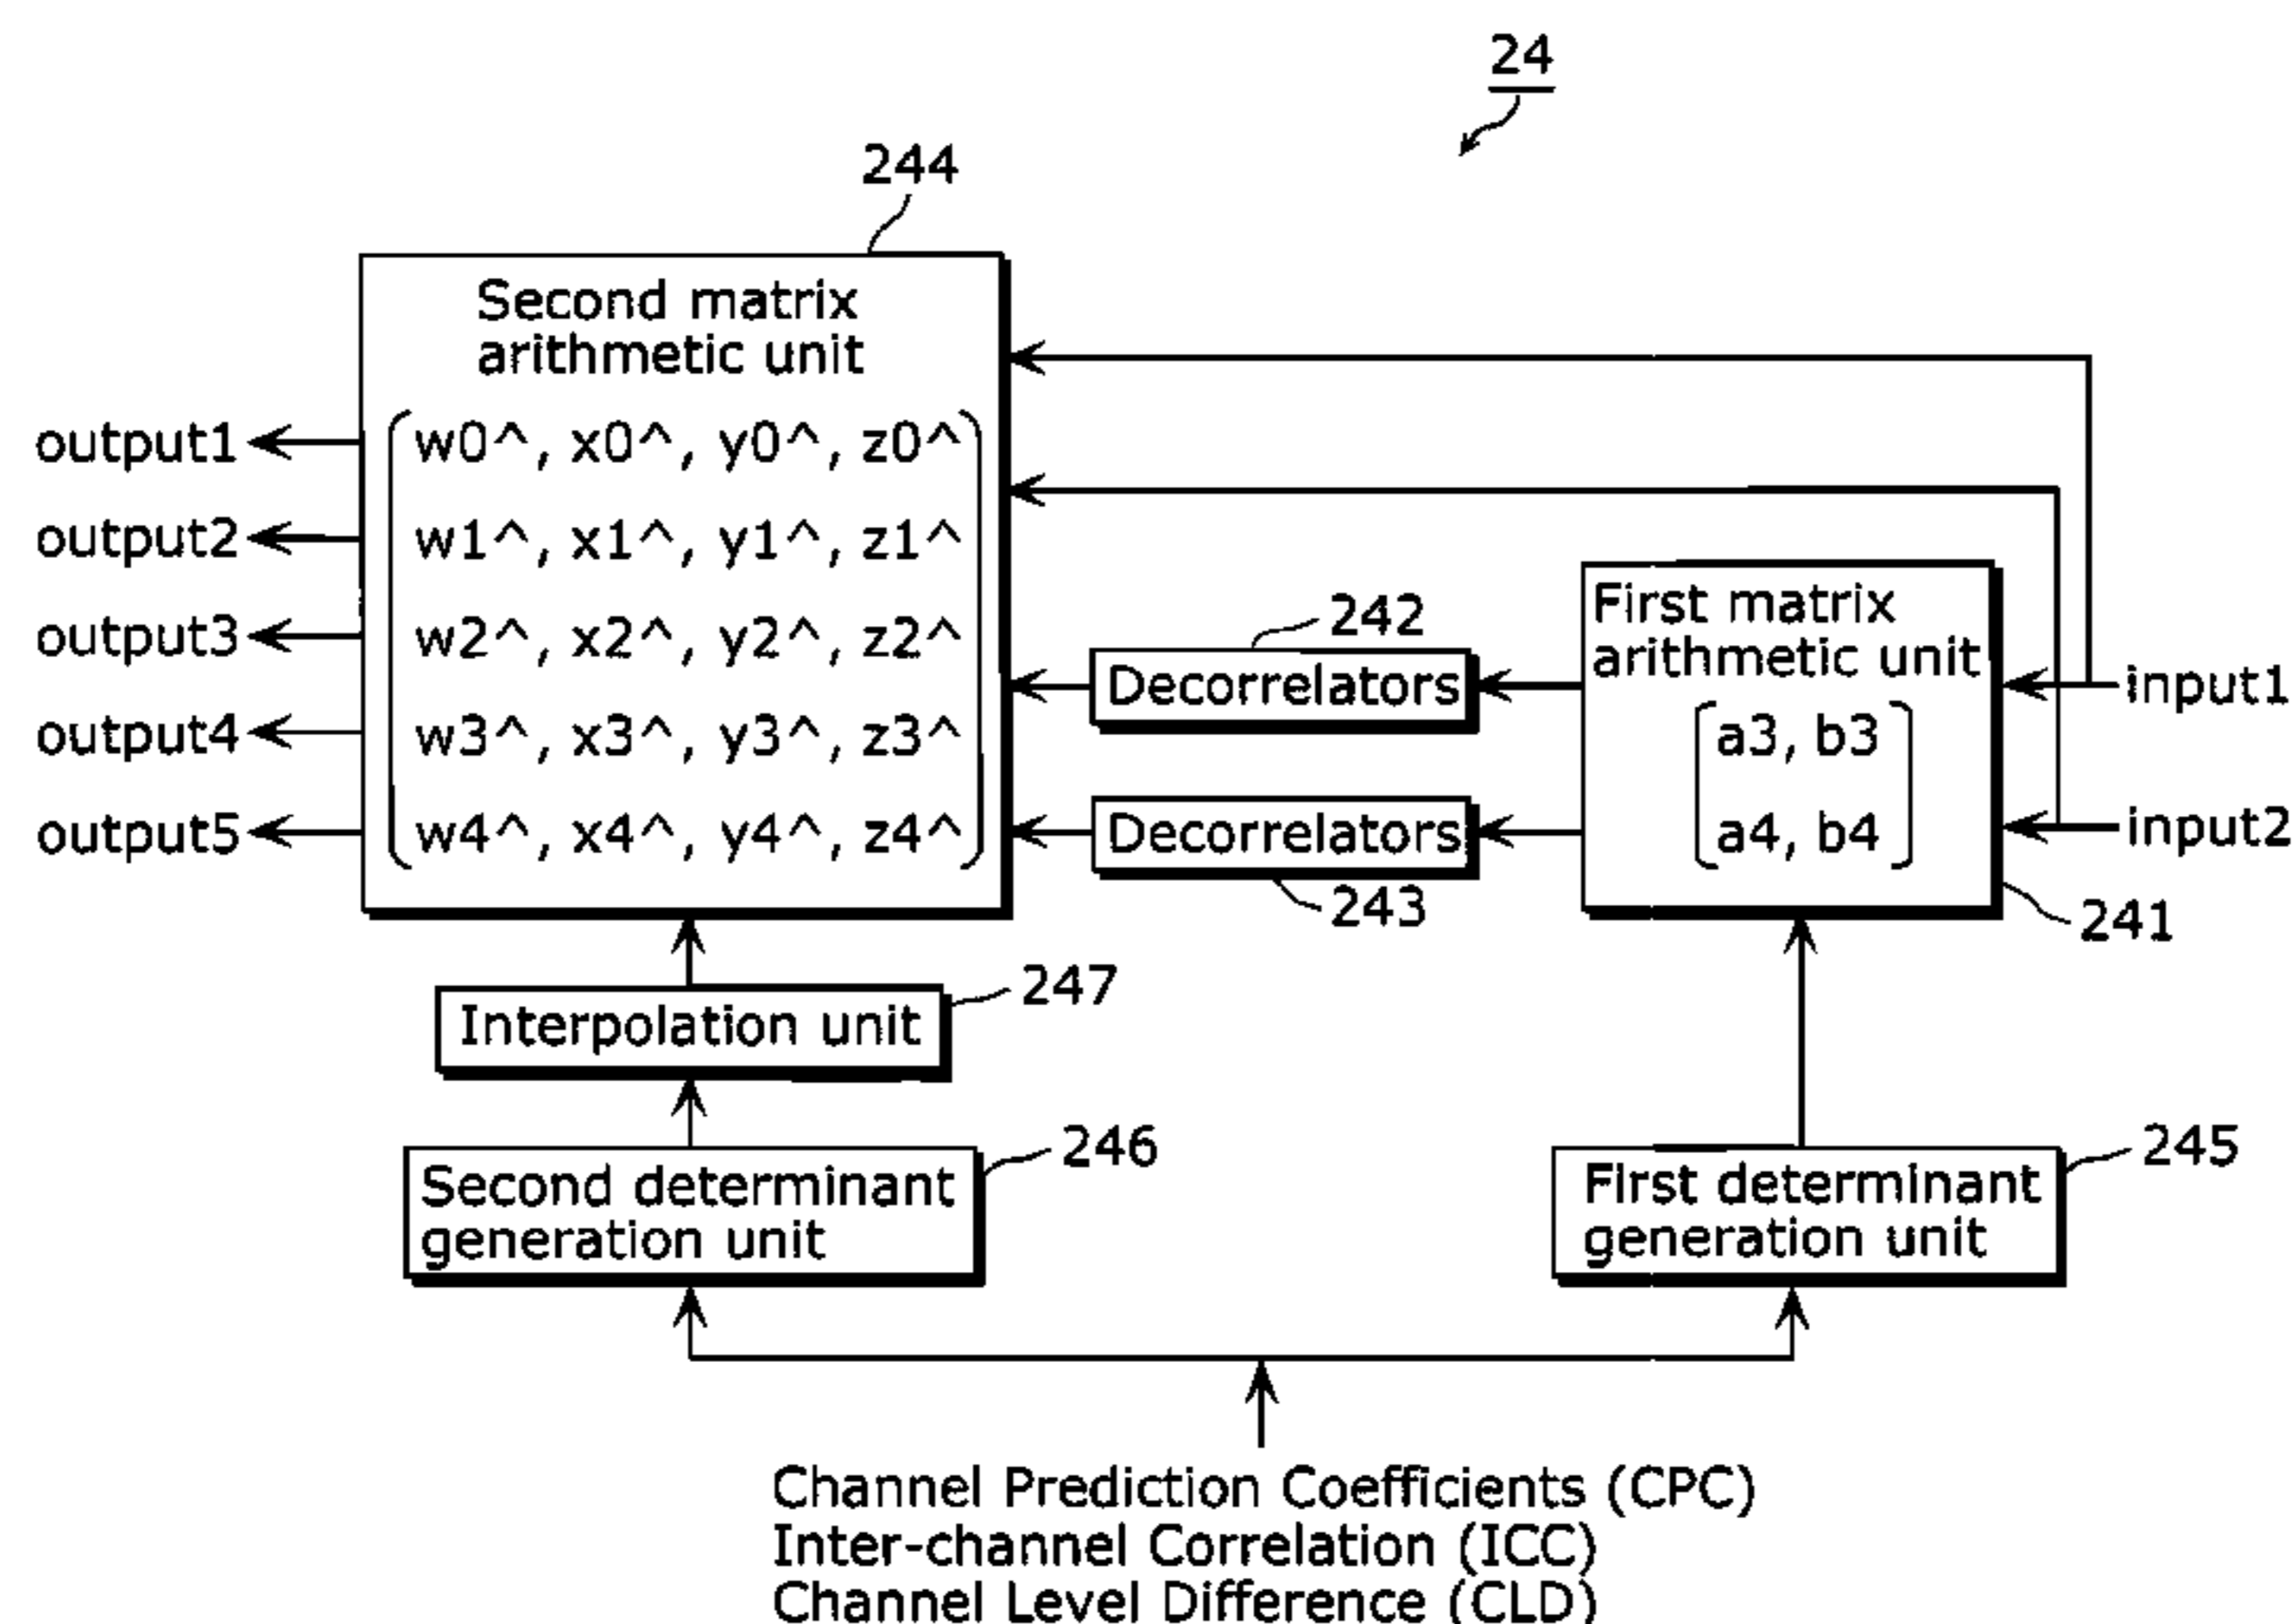 24
244
Second matrix
arithmetic unit
output1
w0^, x0^, y0^, z0^
output2
w1^, x1^, y1^, z1^
output3
w2^, x2^, y2^, z2^
output4
w3^, x3^, y3^, z3^
output5
w4^, x4^, y4^, z4^
242
Decorrelators
Decorrelators
243
First matrix
arithmetic unit
a3, b3
a4, b4
input1
input2
241
247
Interpolation unit
246
Second determinant
generation unit
245
First determinant
generation unit
Channel Prediction Coefficients (CPC)
Inter-channel Correlation (ICC)
Channel Level Difference (CLD)